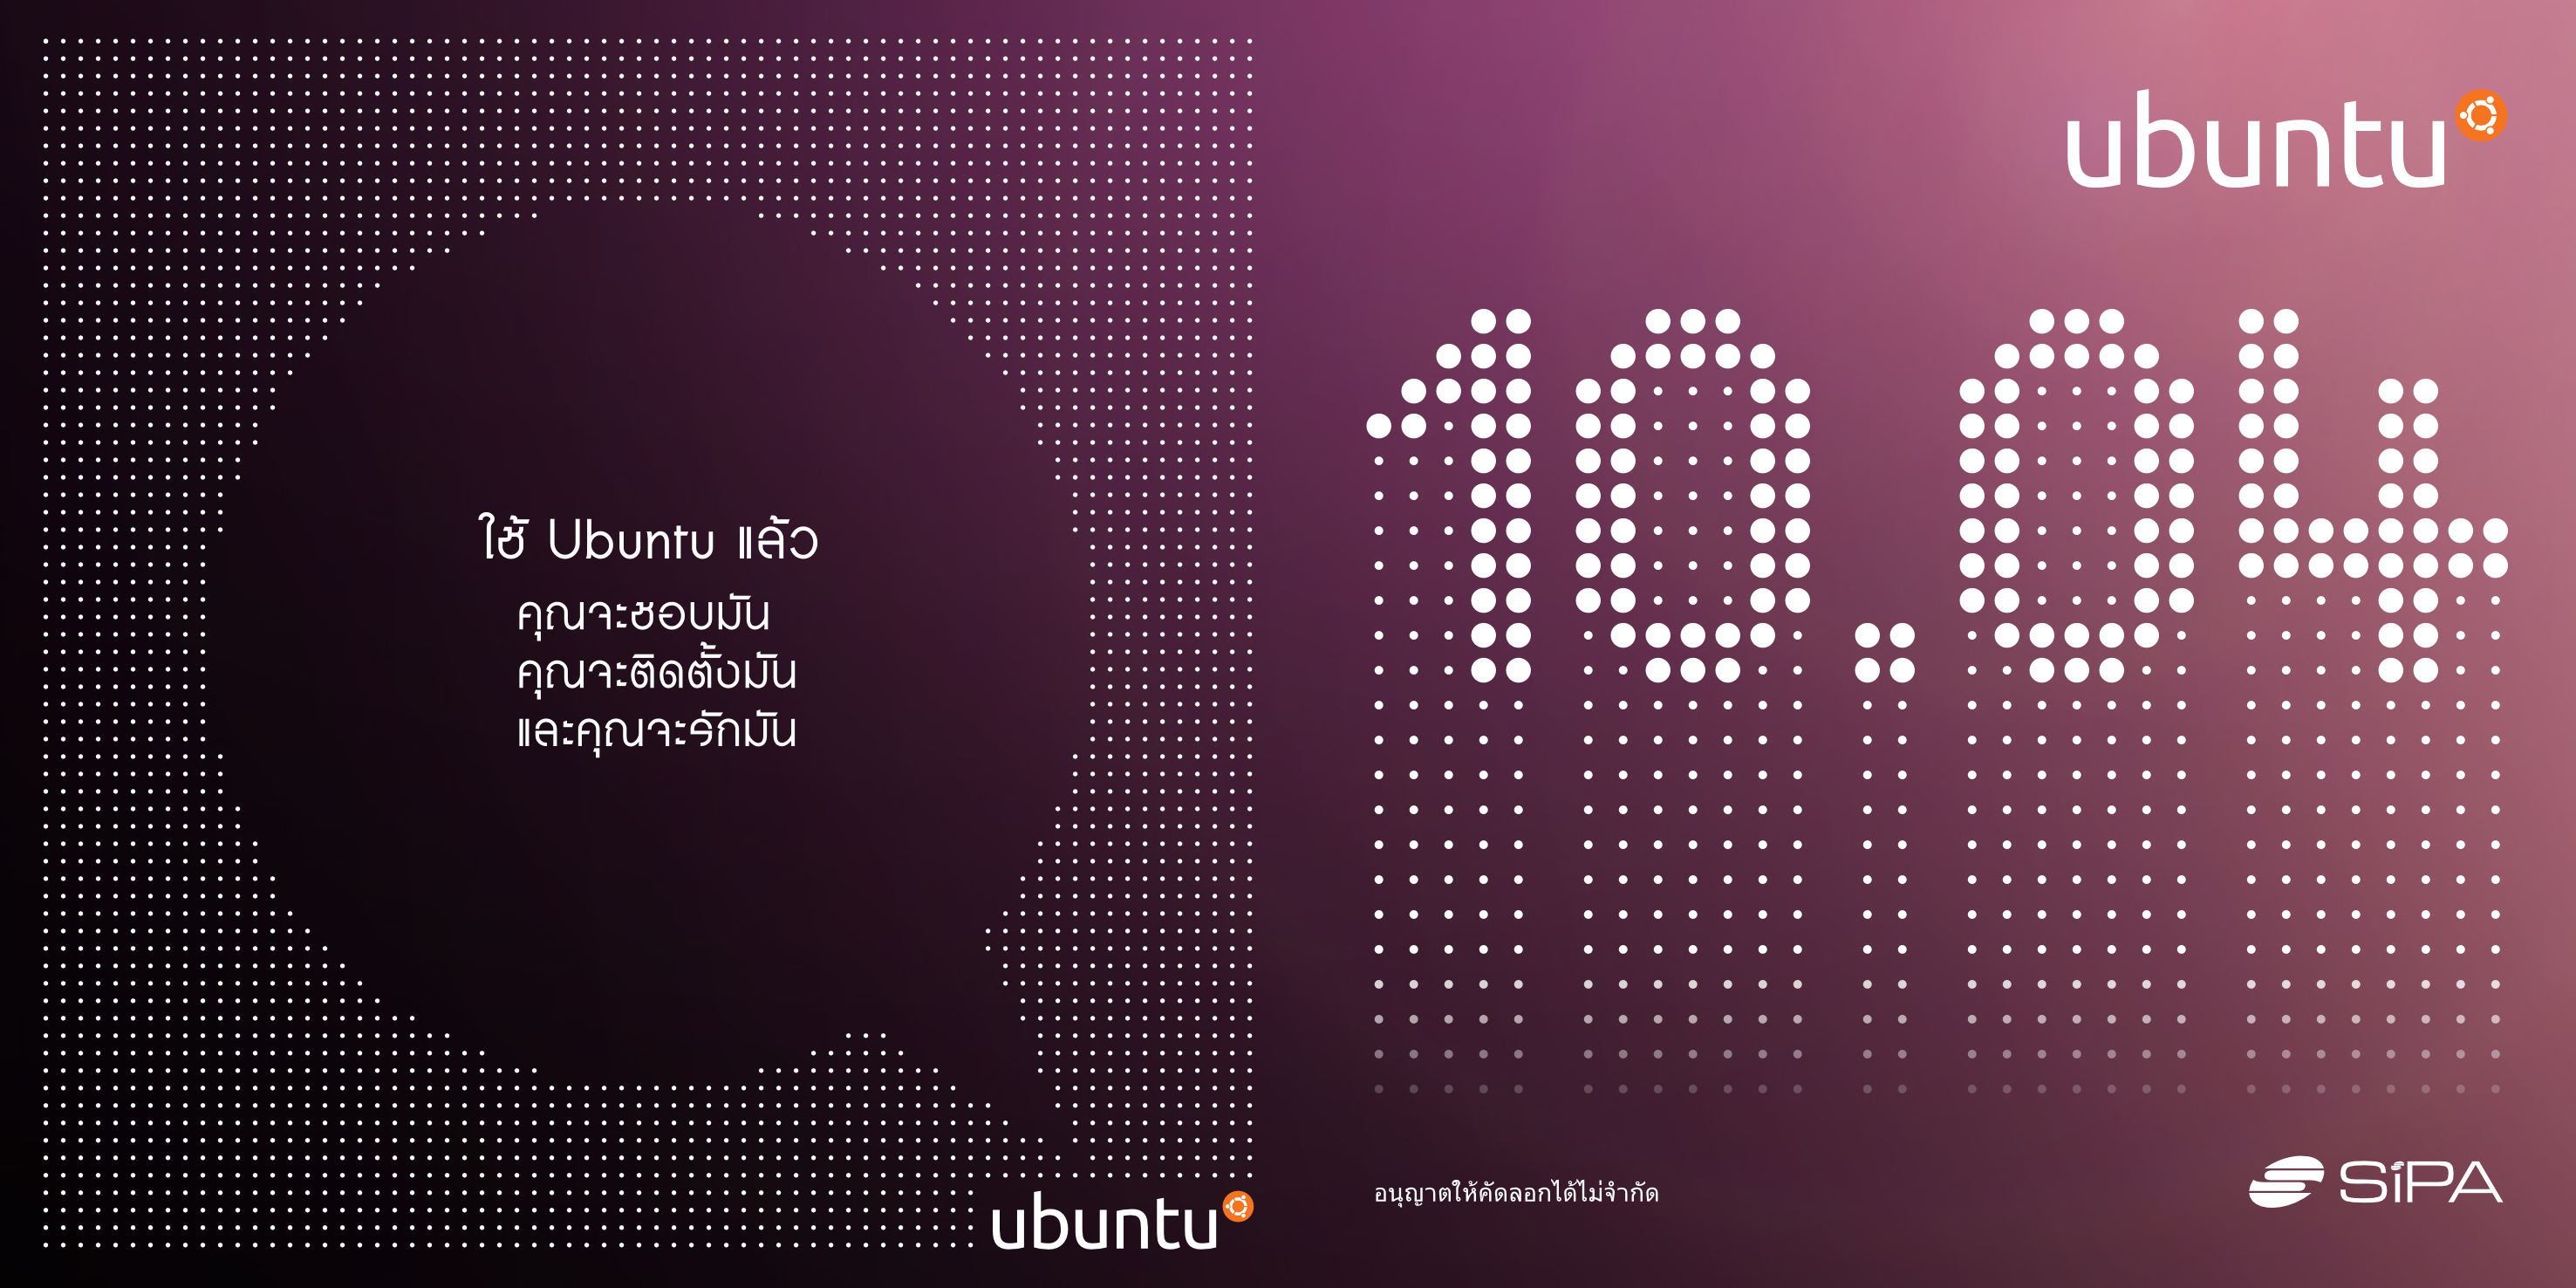 ใช้ Ubuntu แล้ว
คุณจะชอบมัน
คุณจะติดตั้งมัน
และคุณจะรักมัน
ubuntu
ubuntu
10.04
อนุญาตให้คัดลอกได้ไม่จำกัด
SiPA